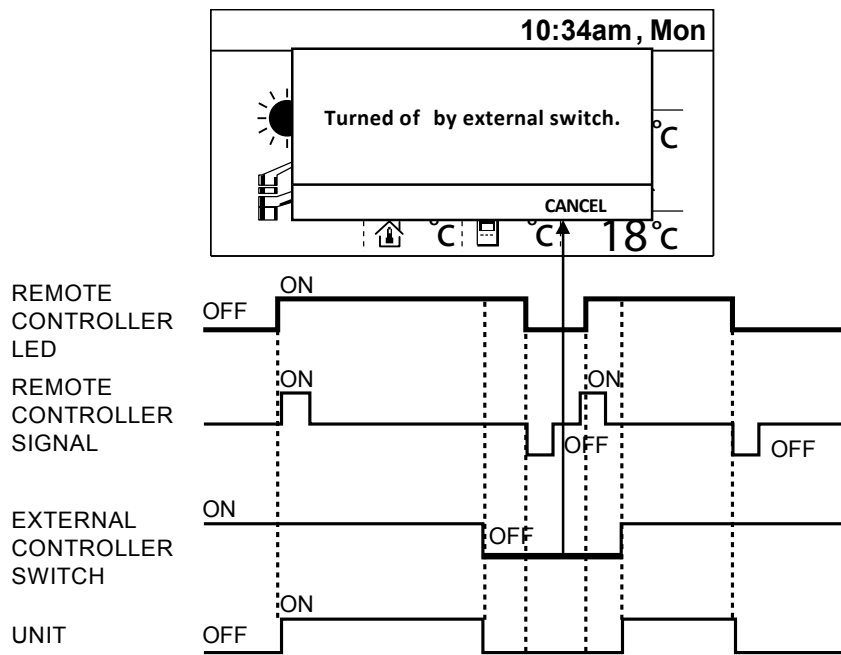 10:34am , Mon
Turned of by external switch.
°C
CANCEL
°C
°C
18°C
REMOTE
CONTROLLER
LED
OFF
ON
REMOTE
CONTROLLER
SIGNAL
ON
OFF
ON
OFF
EXTERNAL
CONTROLLER
SWITCH
ON
OFF
UNIT
OFF
ON